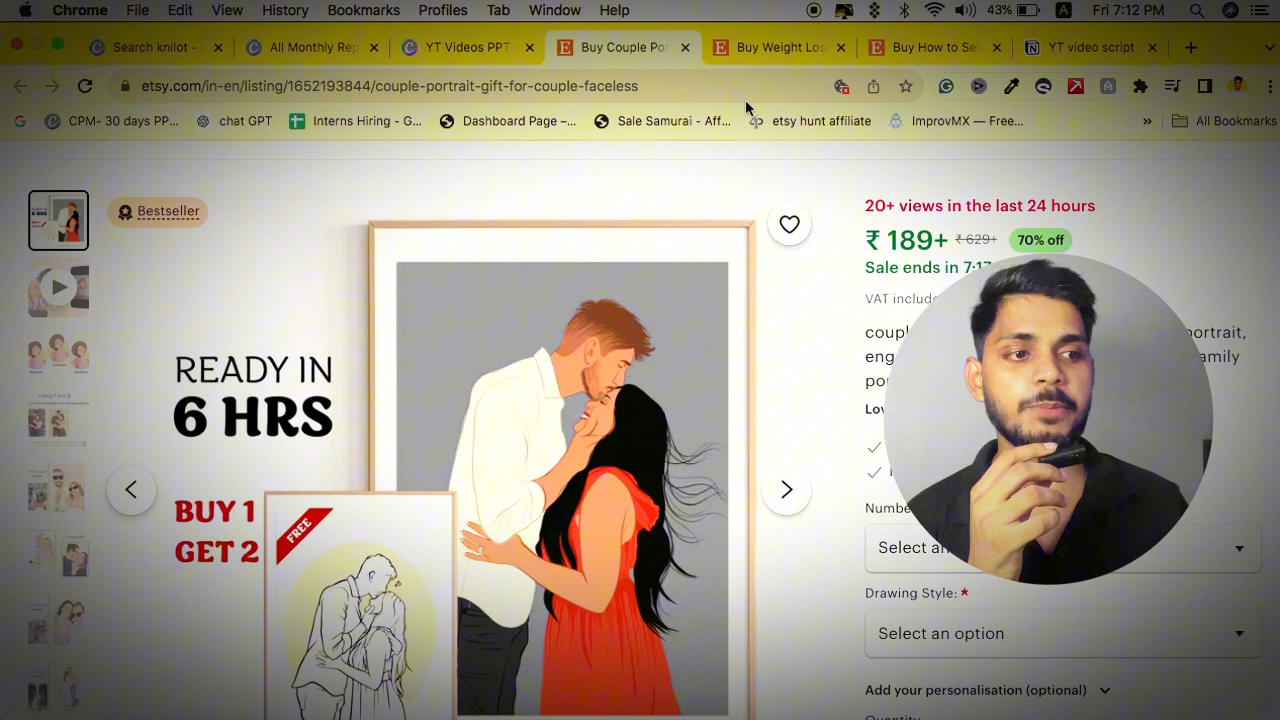 Chrome File Edit View History Bookmarks Profiles Tab Window Help 43% A Fri 7:12 PM
Search knilot - All Monthly Rep YT Videos PPT- Buy Couple Por Buy Weight Los Buy How to Sel YT video script
etsy.com/in-en/listing/1652193844/couple-portrait-gift-for-couple-faceless
CPM- 30 days PP... chat GPT Interns Hiring - G... Dashboard Page –... Sale Samurai - Aff... etsy hunt affiliate ImprovMX — Free... » All Bookmarks
Bestseller
READY IN
6 HRS
BUY 1
GET 2
FREE
20+ views in the last 24 hours
₹ 189+ ₹ 629+ 70% off
Sale ends in 7:17
VAT include
coupl portrait,
eng amily
po
Lov
Numbe
Select an
Drawing Style: *
Select an option
Add your personalisation (optional)
Quantity